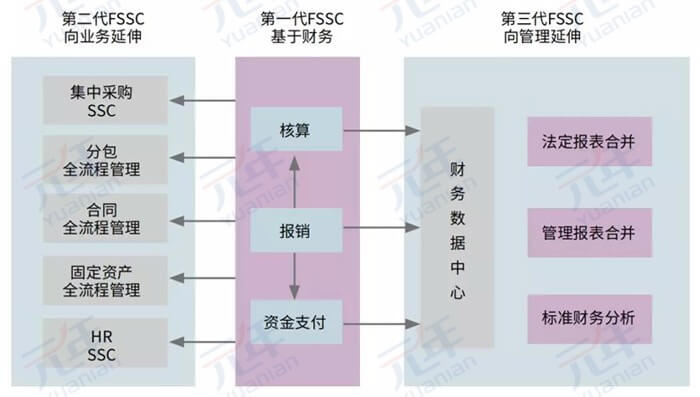 第二代FSSC
向业务延伸
第一代FSSC
基于财务
第三代FSSC
向管理延伸
集中采购
SSC
分包
全流程管理
合同
全流程管理
固定资产
全流程管理
HR
SSC
核算
报销
资金支付
财务数据中心
法定报表合并
管理报表合并
标准财务分析
元年
Yuanian